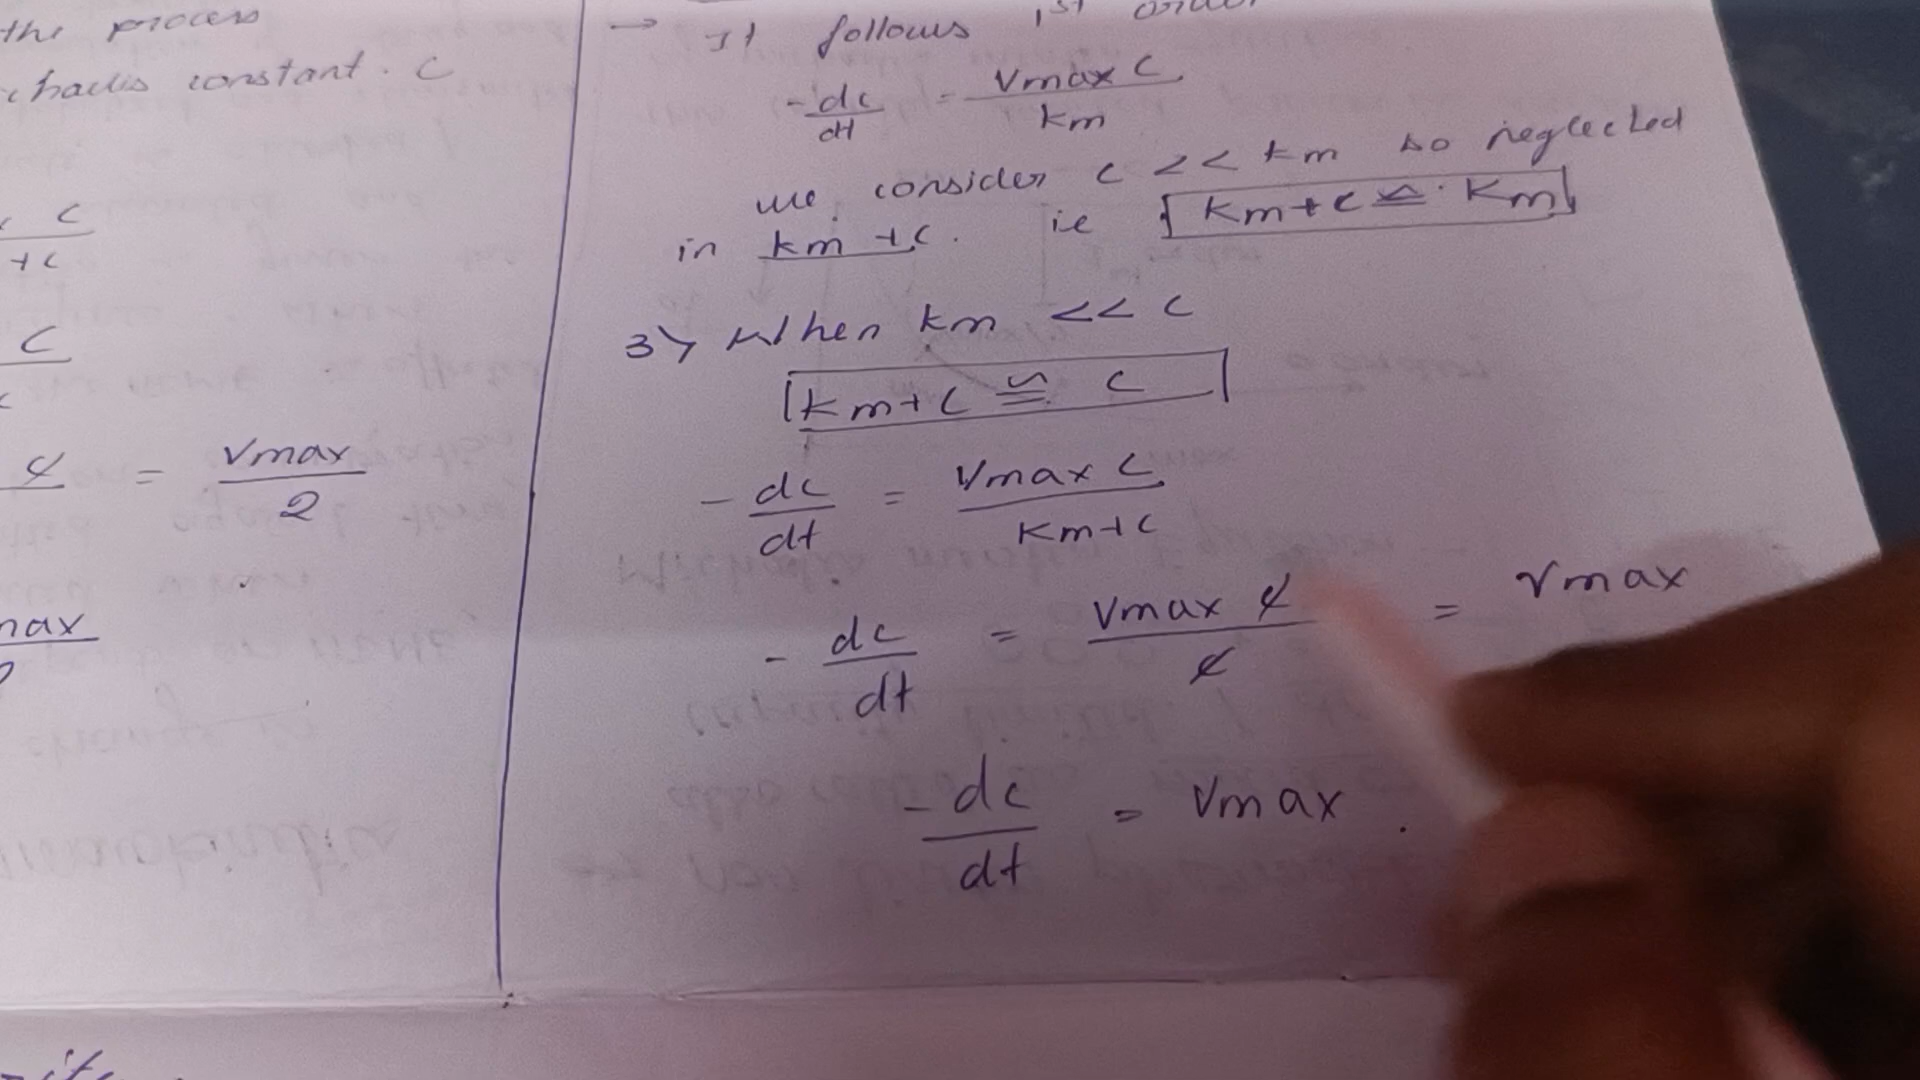 the process
constant. C
C
+C
C
¢ = Vmax
2
→ It follows 1st order
-dc/dt = Vmax C/km
we consider c << km so neglected
in km + c. ie [Km+c ≌ Km]
3) When km << c
[Km+c ≌ c]
- dc/dt = Vmax C/Km+c
- dc/dt = Vmax ¢/¢ = Vmax
- dc/dt = Vmax.